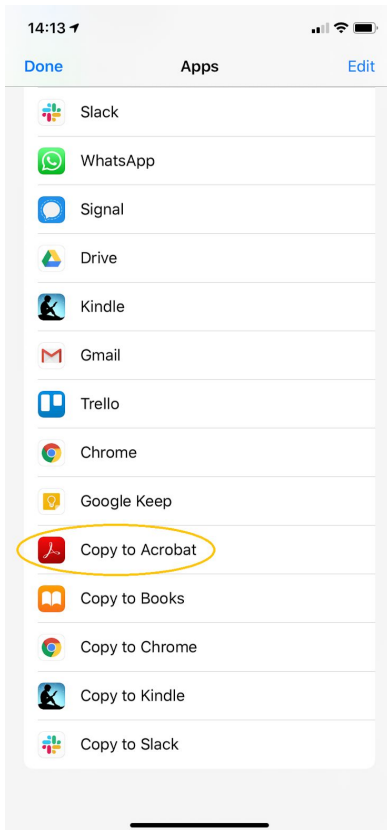 14:13
Done Apps Edit
Slack
WhatsApp
Signal
Drive
Kindle
Gmail
Trello
Chrome
Google Keep
Copy to Acrobat
Copy to Books
Copy to Chrome
Copy to Kindle
Copy to Slack